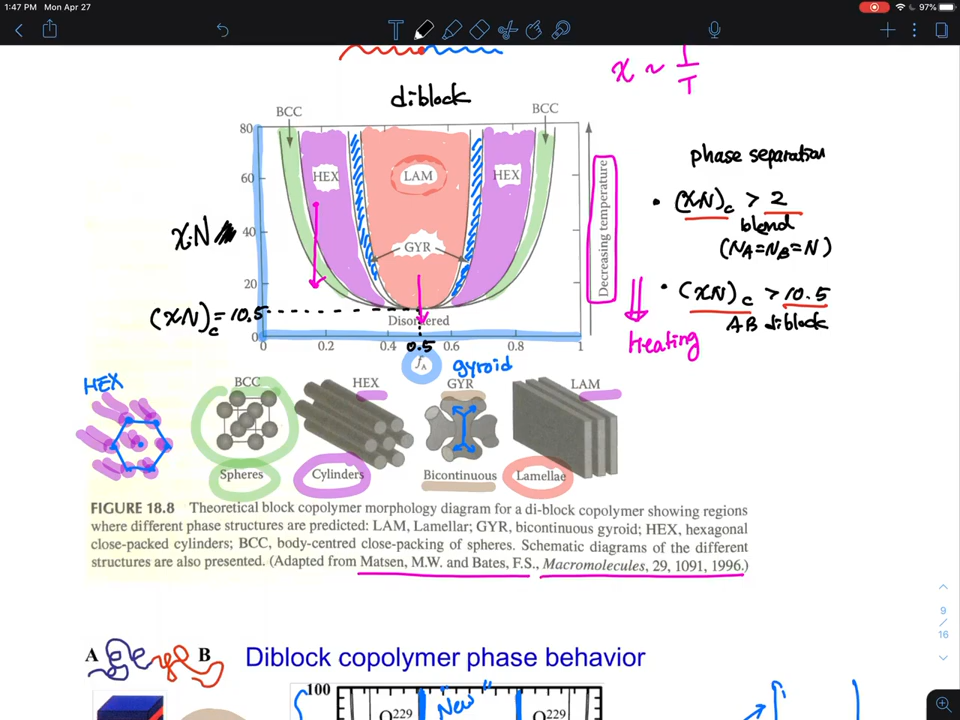 1:47 PM Mon Apr 27
97%
T
χ ~ 1/T
diblock
BCC
BCC
80
60
40
20
0
HEX
LAM
HEX
GYR
Disordered
χN
(χN)c = 10.5
0
0.2
0.4
0.5
0.6
0.8
1
fA
Decreasing temperature
heating
phase separation
• (χN)c > 2
blend
(NA=NB=N)
• (χN)c > 10.5
AB diblock
gyroid
HEX
BCC
HEX
GYR
LAM
Spheres
Cylinders
Bicontinuous
Lamellae
FIGURE 18.8 Theoretical block copolymer morphology diagram for a di-block copolymer showing regions
where different phase structures are predicted: LAM, Lamellar; GYR, bicontinuous gyroid; HEX, hexagonal
close-packed cylinders; BCC, body-centred close-packing of spheres. Schematic diagrams of the different
structures are also presented. (Adapted from Matsen, M.W. and Bates, F.S., Macromolecules, 29, 1091, 1996.)
9
/
16
A
B
Diblock copolymer phase behavior
100
"New"
Q229
Q229